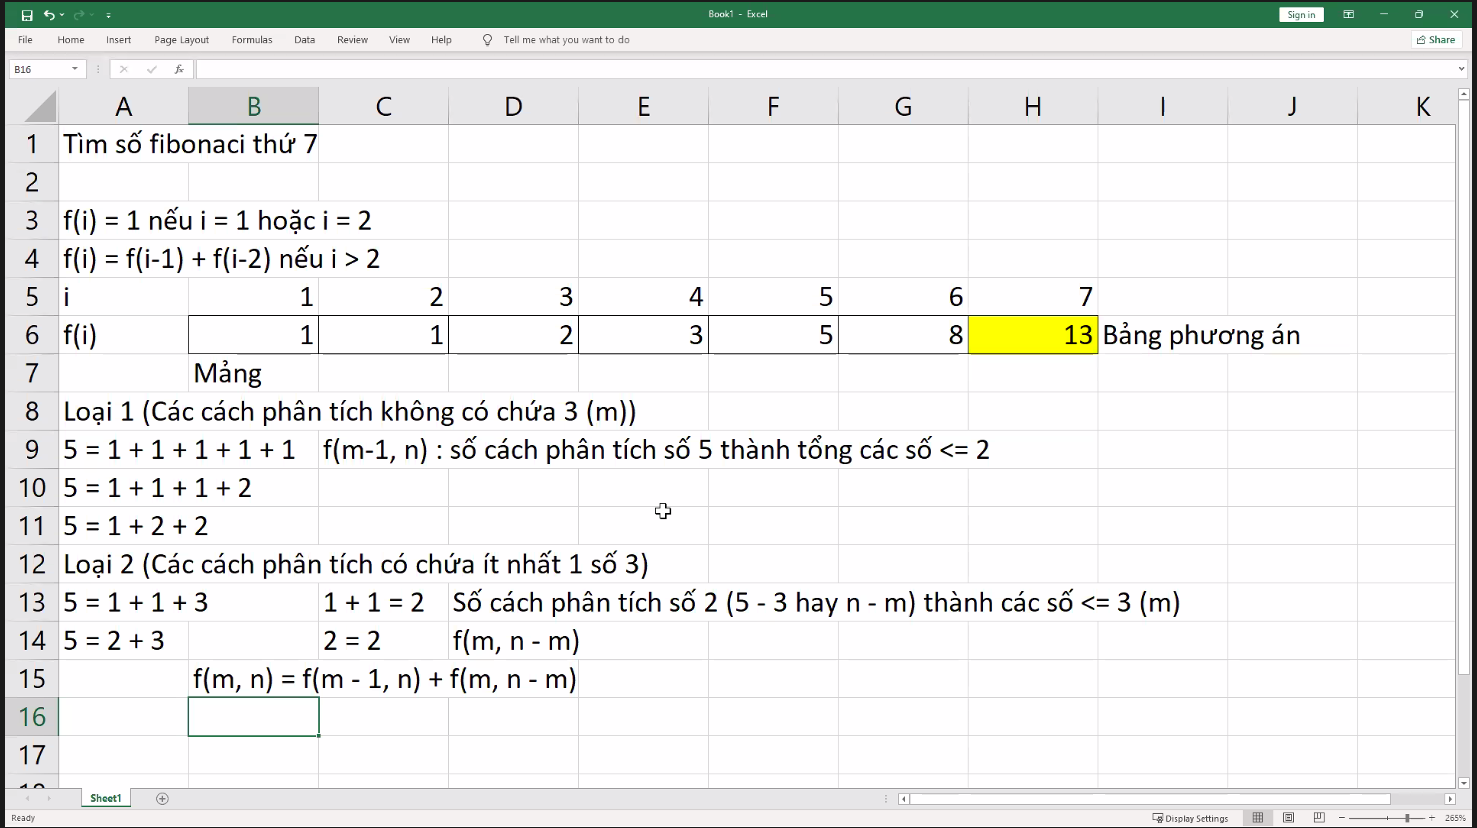 Book1 - Excel
Sign in
File Home Insert Page Layout Formulas Data Review View Help Tell me what you want to do Share
B16 fx
A B C D E F G H I J K
1 Tìm số fibonaci thứ 7
2
3 f(i) = 1 nếu i = 1 hoặc i = 2
4 f(i) = f(i-1) + f(i-2) nếu i > 2
5 i 1 2 3 4 5 6 7
6 f(i) 1 1 2 3 5 8 13 Bảng phương án
7 Mảng
8 Loại 1 (Các cách phân tích không có chứa 3 (m))
9 5 = 1 + 1 + 1 + 1 + 1 f(m-1, n) : số cách phân tích số 5 thành tổng các số <= 2
10 5 = 1 + 1 + 1 + 2
11 5 = 1 + 2 + 2
12 Loại 2 (Các cách phân tích có chứa ít nhất 1 số 3)
13 5 = 1 + 1 + 3 1 + 1 = 2 Số cách phân tích số 2 (5 - 3 hay n - m) thành các số <= 3 (m)
14 5 = 2 + 3 2 = 2 f(m, n - m)
15 f(m, n) = f(m - 1, n) + f(m, n - m)
16
17
Sheet1
Ready Display Settings 265%